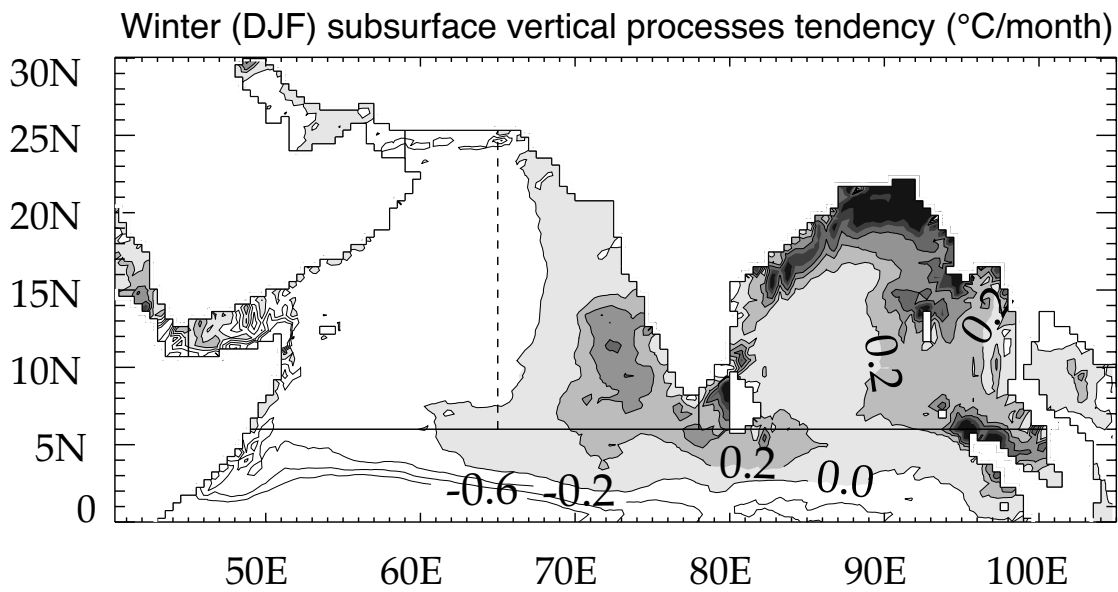 Winter (DJF) subsurface vertical processes tendency (°C/month)
30N
25N
20N
15N
10N
5N
0
0.2
0.2
-0.6
-0.2
0.2
0.0
50E
60E
70E
80E
90E
100E